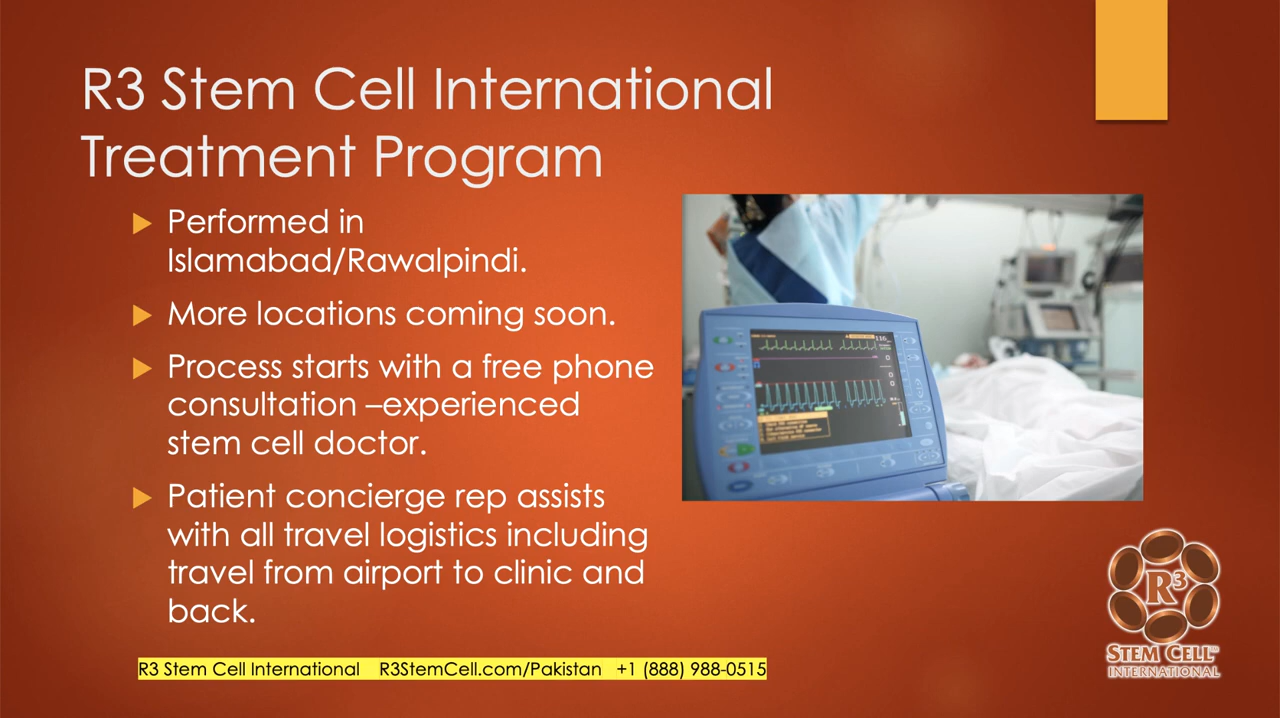 R3 Stem Cell International
Treatment Program
Performed in
Islamabad/Rawalpindi.
More locations coming soon.
Process starts with a free phone
consultation –experienced
stem cell doctor.
Patient concierge rep assists
with all travel logistics including
travel from airport to clinic and
back.
R3 Stem Cell International R3StemCell.com/Pakistan +1 (888) 988-0515
R3
STEM CELL
INTERNATIONAL